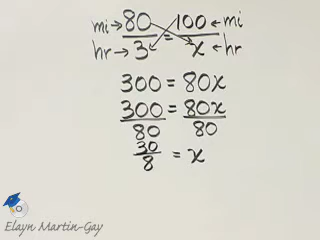 mi→ 80 = 100 ←mi
hr→ 3 x ←hr
300 = 80x
300 = 80x
80 80
30 = x
8
Elayn Martin-Gay